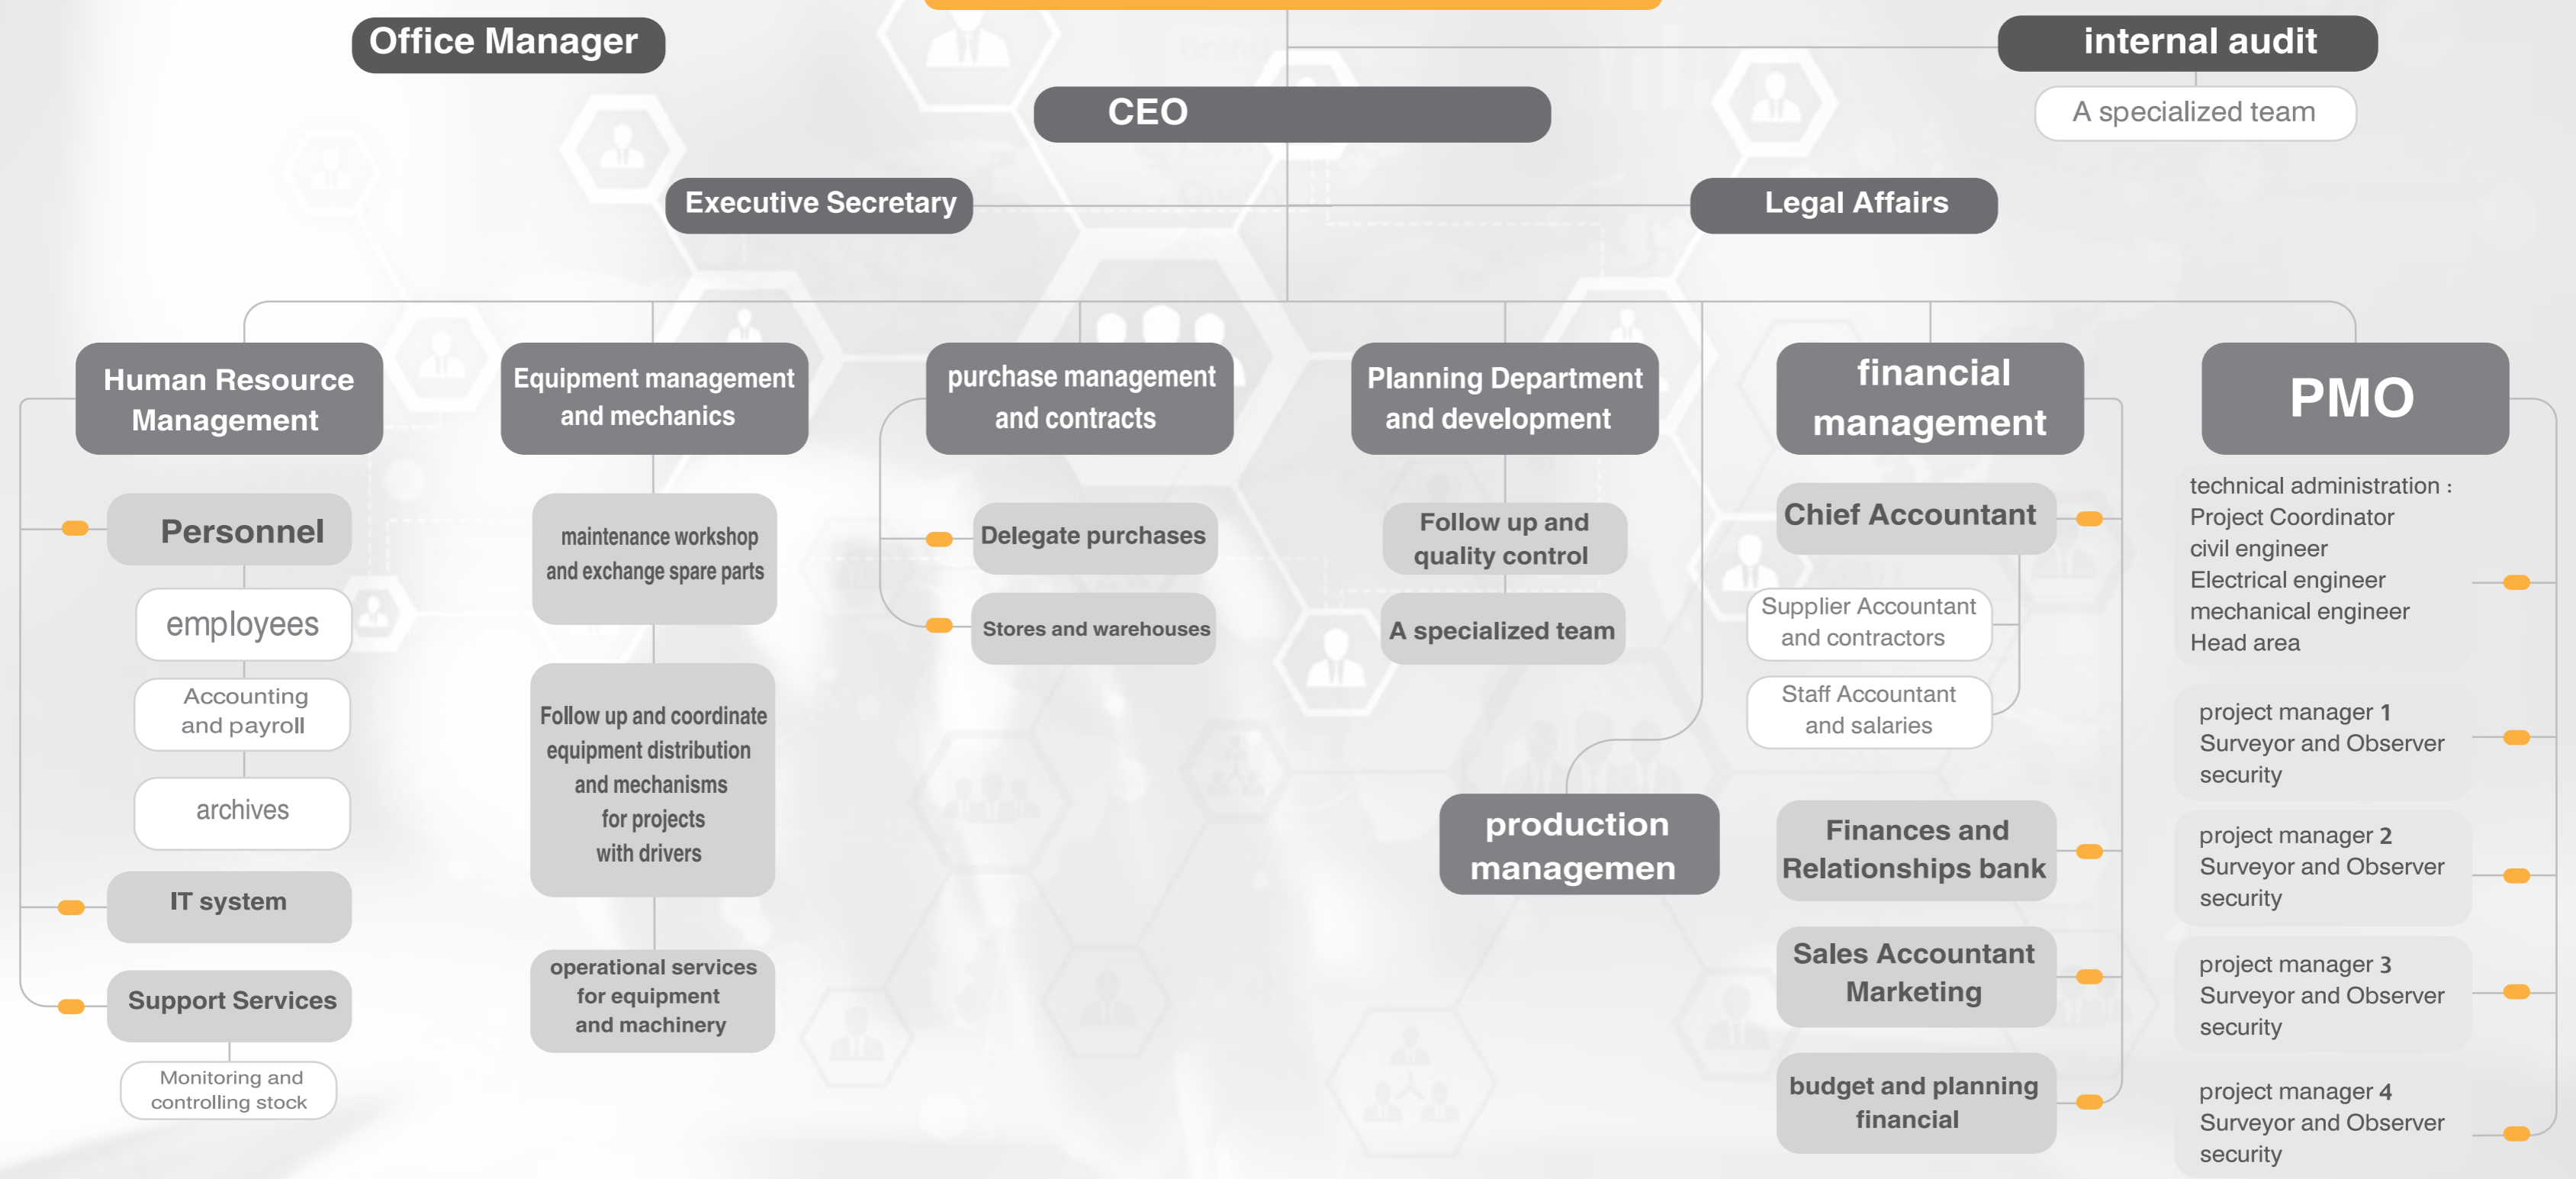 Office Manager
internal audit
A specialized team
CEO
Executive Secretary
Legal Affairs
Human Resource
Management
Personnel
employees
Accounting
and payroll
archives
IT system
Support Services
Monitoring and
controlling stock
Equipment management
and mechanics
maintenance workshop
and exchange spare parts
Follow up and coordinate
equipment distribution
and mechanisms
for projects
with drivers
operational services
for equipment
and machinery
purchase management
and contracts
Delegate purchases
Stores and warehouses
Planning Department
and development
Follow up and
quality control
A specialized team
production
managemen
financial
management
Chief Accountant
Supplier Accountant
and contractors
Staff Accountant
and salaries
Finances and
Relationships bank
Sales Accountant
Marketing
budget and planning
financial
PMO
technical administration :
Project Coordinator
civil engineer
Electrical engineer
mechanical engineer
Head area
project manager 1
Surveyor and Observer
security
project manager 2
Surveyor and Observer
security
project manager 3
Surveyor and Observer
security
project manager 4
Surveyor and Observer
security